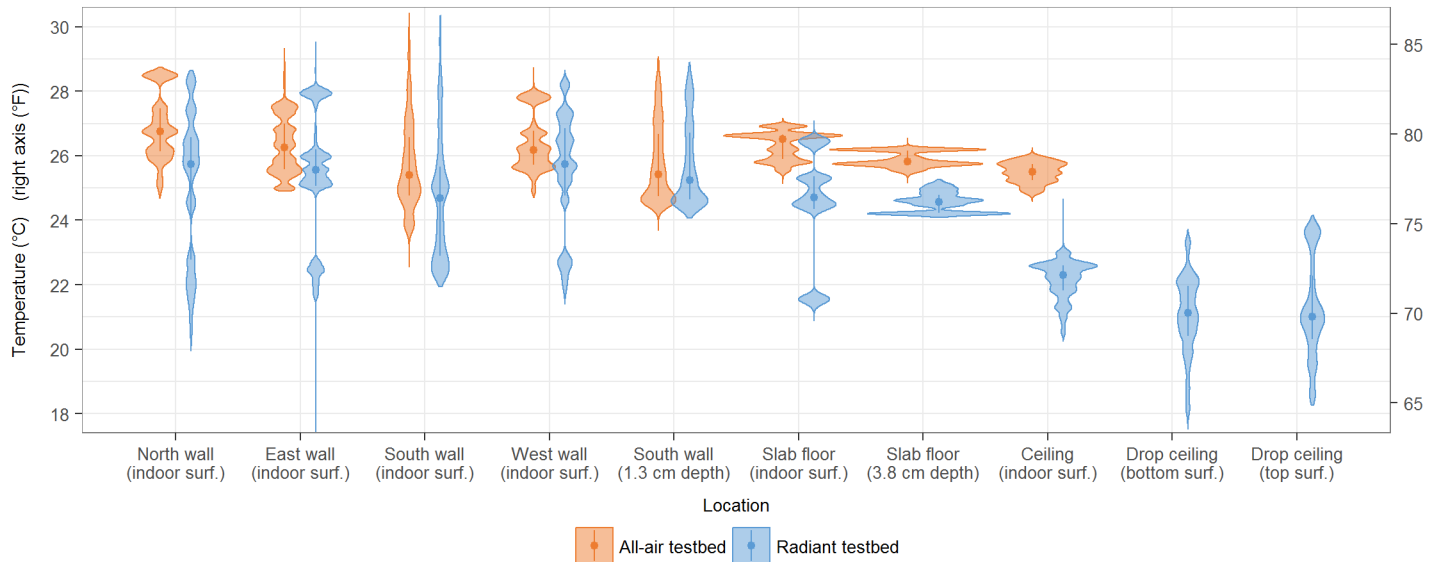 30
28
26
24
22
20
18
Temperature (°C) (right axis (°F))
85
80
75
70
65
North wall
(indoor surf.)
East wall
(indoor surf.)
South wall
(indoor surf.)
West wall
(indoor surf.)
South wall
(1.3 cm depth)
Slab floor
(indoor surf.)
Slab floor
(3.8 cm depth)
Ceiling
(indoor surf.)
Drop ceiling
(bottom surf.)
Drop ceiling
(top surf.)
Location
All-air testbed
Radiant testbed